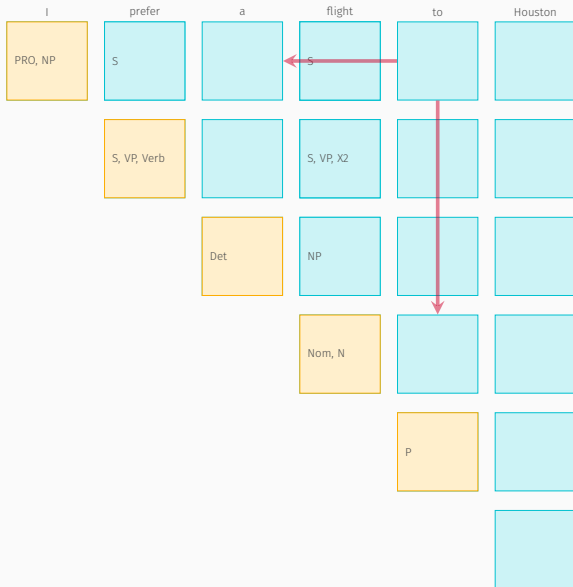 I prefer a flight to Houston
PRO, NP S S
S, VP, Verb S, VP, X2
Det NP
Nom, N
P